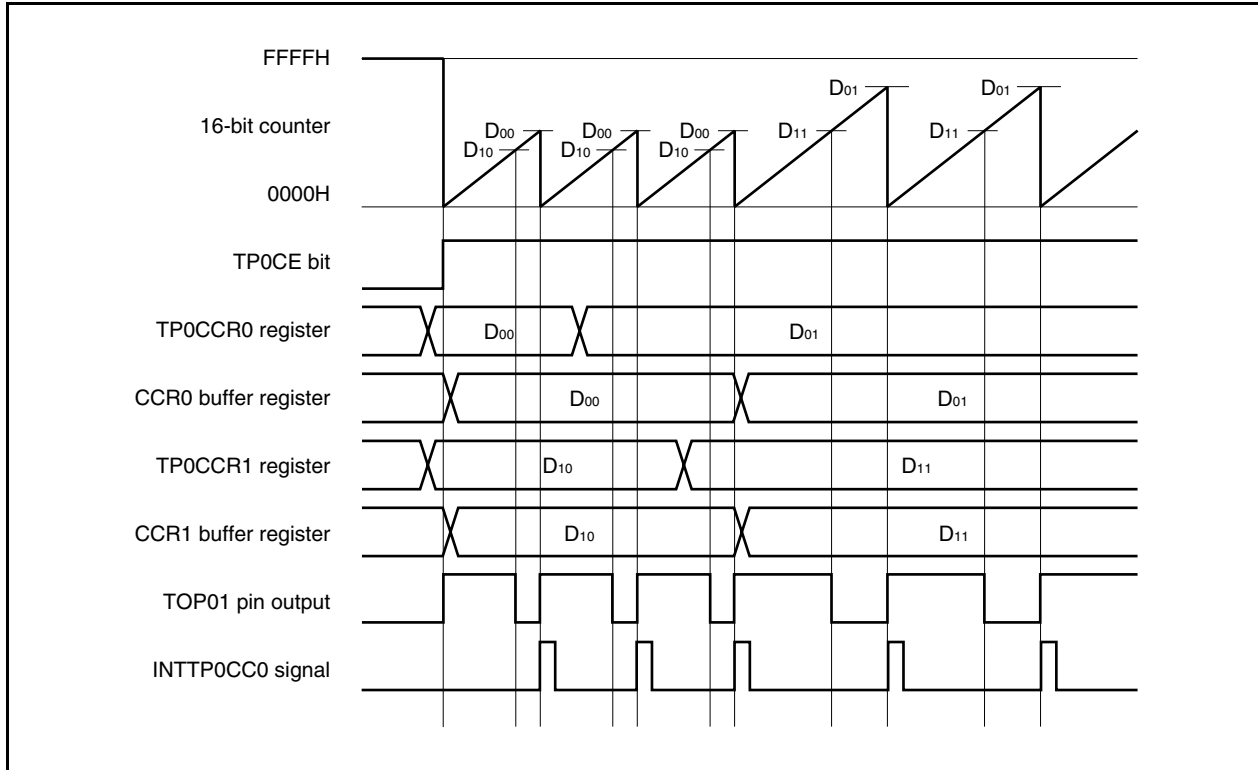 FFFFH
16-bit counter
0000H
D00 D00 D00 D01 D01
D10 D10 D10 D11 D11
TP0CE bit
TP0CCR0 register D00 D01
CCR0 buffer register D00 D01
TP0CCR1 register D10 D11
CCR1 buffer register D10 D11
TOP01 pin output
INTTP0CC0 signal